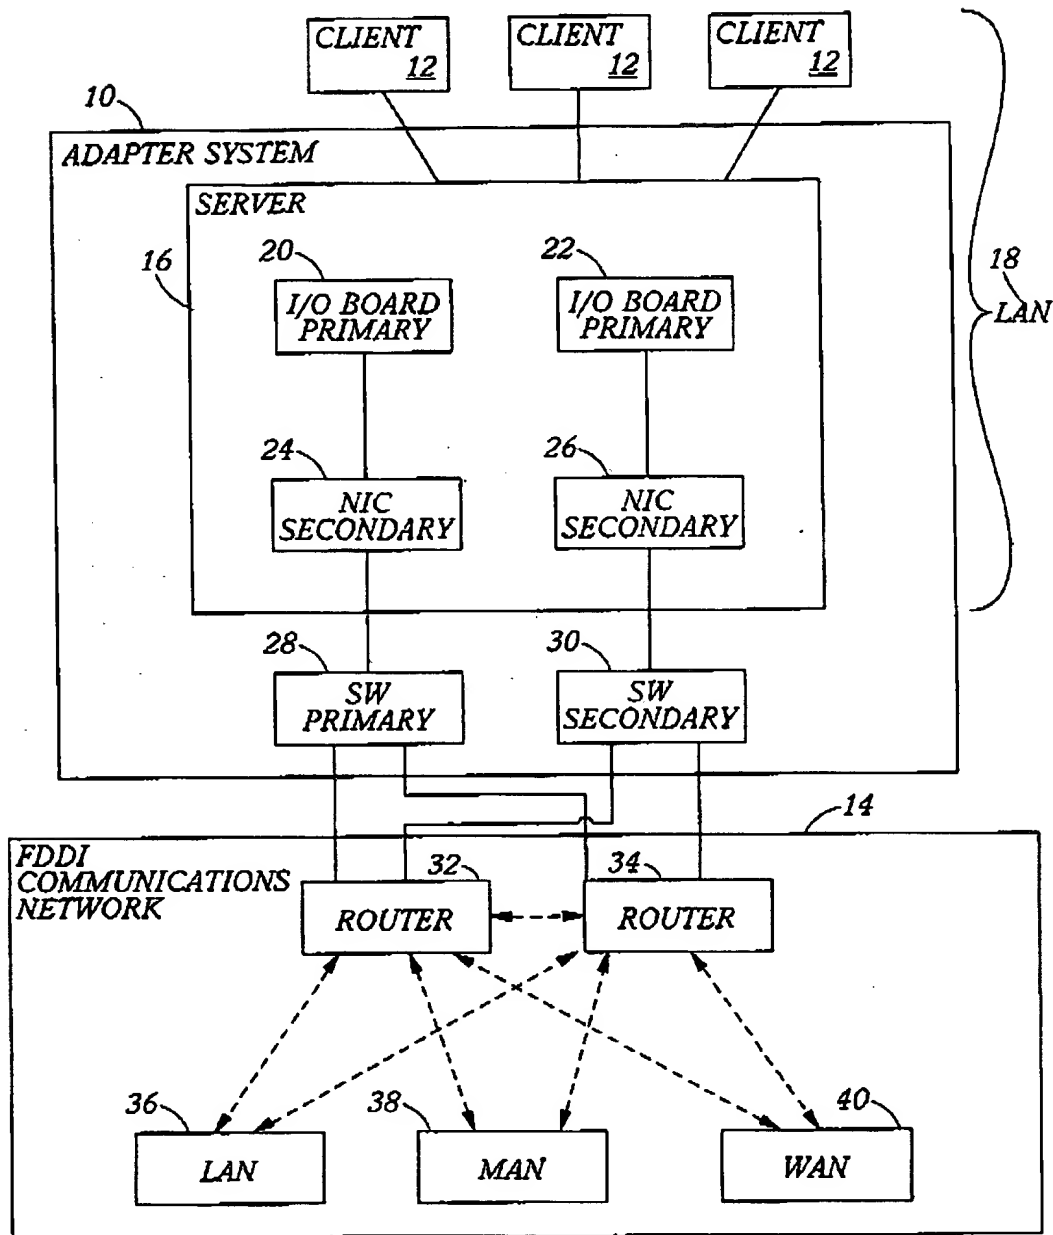 CLIENT
12
CLIENT
12
CLIENT
12
10
ADAPTER SYSTEM
SERVER
16
20
I/O BOARD
PRIMARY
22
I/O BOARD
PRIMARY
18
LAN
24
NIC
SECONDARY
26
NIC
SECONDARY
28
SW
PRIMARY
30
SW
SECONDARY
14
FDDI
COMMUNICATIONS
NETWORK
32
ROUTER
34
ROUTER
36
LAN
38
MAN
40
WAN